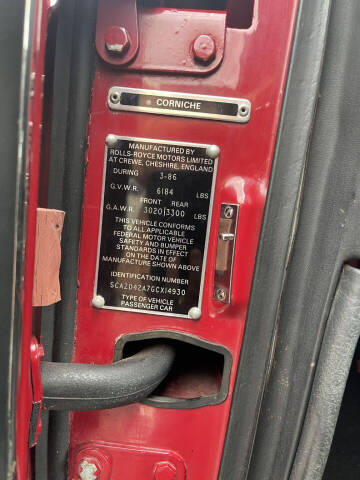 CORNICHE
MANUFACTURED BY
ROLLS-ROYCE MOTORS LIMITED
AT CREWE, CHESHIRE, ENGLAND
DURING 3-86
G.V.W.R. 6184 LBS
FRONT REAR
G.A.W.R. 3020 3300 LBS
THIS VEHICLE CONFORMS
TO ALL APPLICABLE
FEDERAL MOTOR VEHICLE
SAFETY AND BUMPER
STANDARDS IN EFFECT
ON THE DATE OF
MANUFACTURE SHOWN ABOVE
IDENTIFICATION NUMBER
SCAZD42A7GCX14930
TYPE OF VEHICLE
PASSENGER CAR